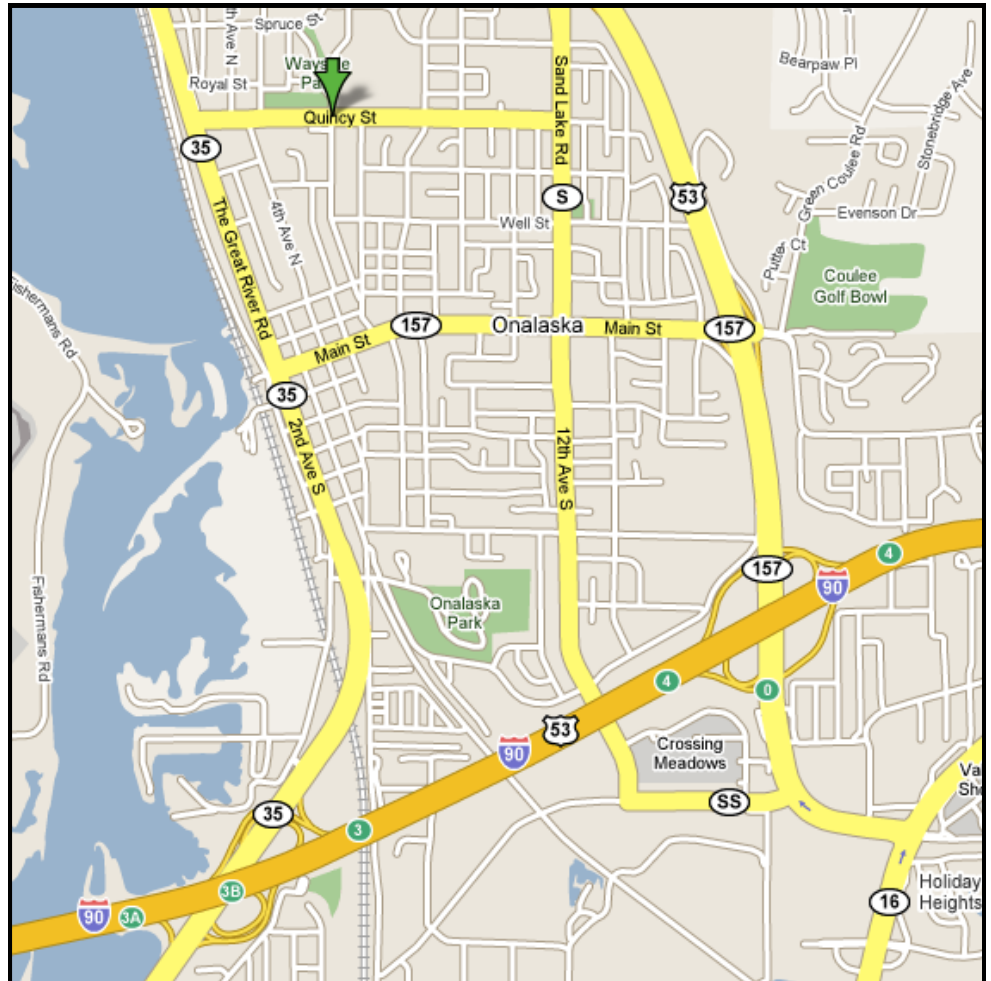 Spruce St
4th Ave N
Bearpaw Pl
Royal St
Quincy St
Sand Lake Rd
Stonebridge Ave
Green Coulee Rd
35
S
53
4th Ave N
Well St
Evenson Dr
Putter Ct
The Great River Rd
Coulee
Golf Bowl
Fishermans Rd
157
Onalaska
Main St
157
Main St
35
2nd Ave S
12th Ave S
Fishermans Rd
157
4
90
Onalaska
Park
4
0
53
90
Crossing
Meadows
SS
35
3
3B
90
3A
16
Holiday
Heights